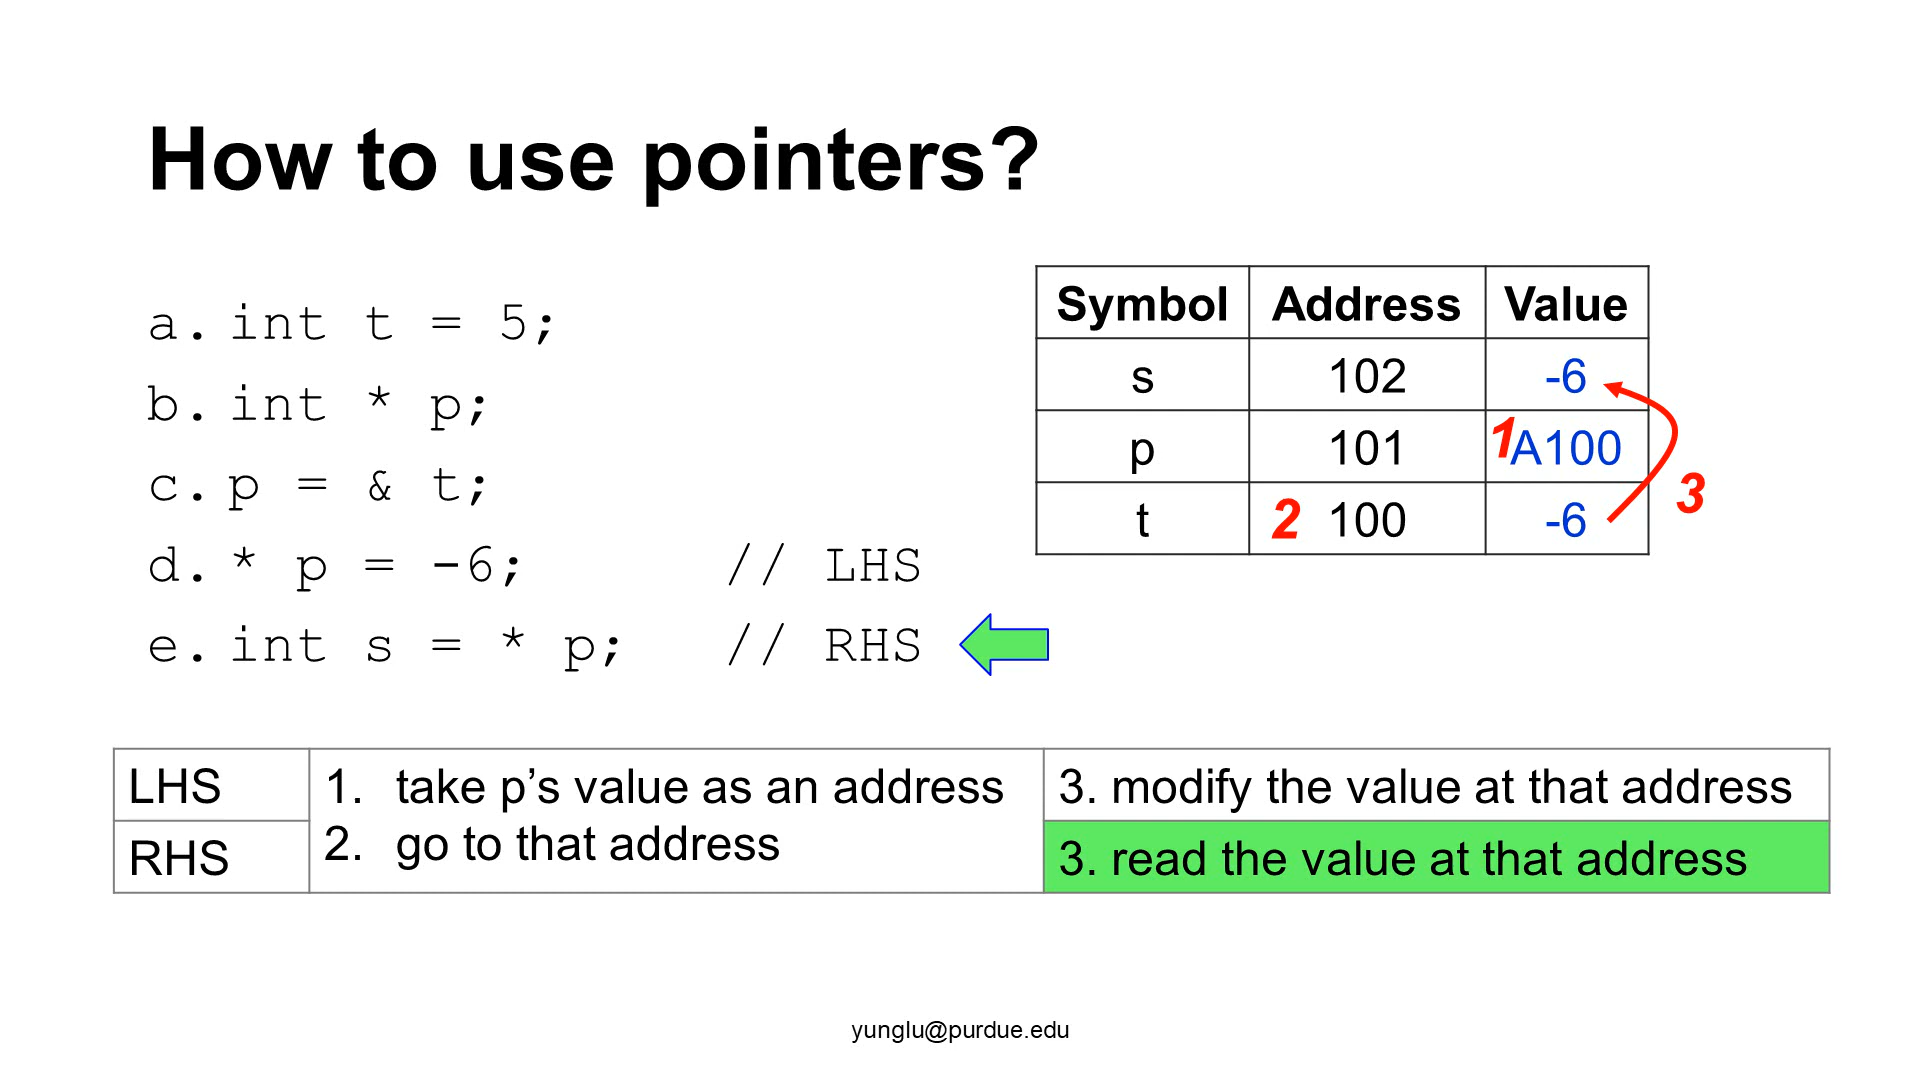 How to use pointers?
a. int t = 5;
b. int * p;
c. p = & t;
d. * p = -6; // LHS
e. int s = * p; // RHS
Symbol Address Value
s 102 -6
p 101 1 A100
t 2 100 -6
3
LHS 1. take p’s value as an address 3. modify the value at that address
RHS 2. go to that address 3. read the value at that address
yunglu@purdue.edu